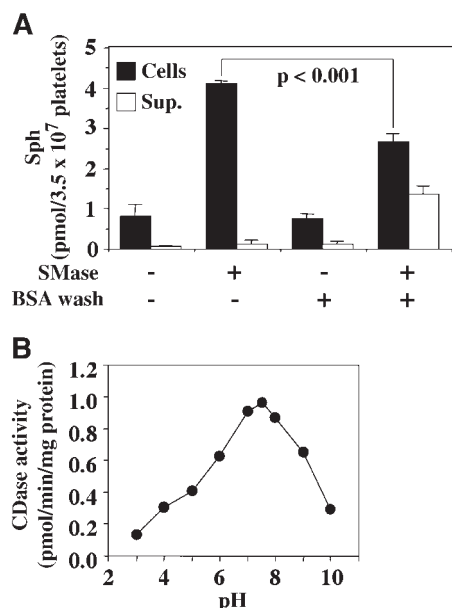 A
Sph
(pmol/3.5 x 10⁷ platelets)
5
4
3
2
1
0
Cells
Sup.
p < 0.001
SMase - + - +
BSA wash - - + +
B
CDase activity
(pmol/min/mg protein)
1.2
1.0
0.8
0.6
0.4
0.2
0.0
2 4 6 8 10
pH